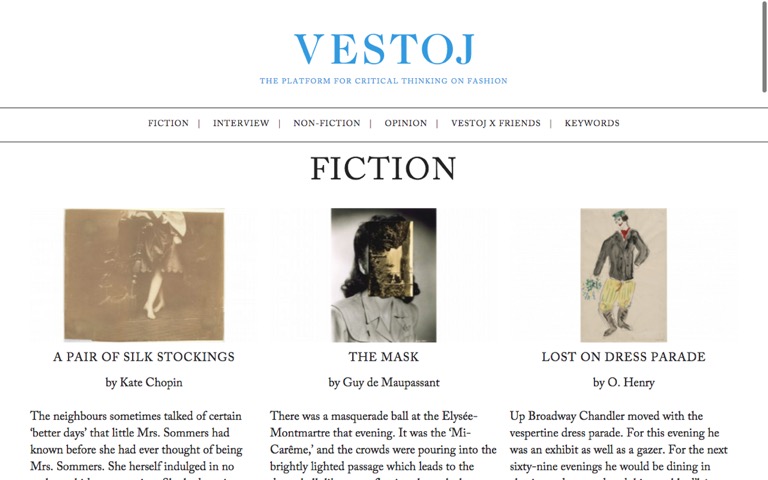 VESTOJ
THE PLATFORM FOR CRITICAL THINKING ON FASHION
FICTION | INTERVIEW | NON-FICTION | OPINION | VESTOJ X FRIENDS | KEYWORDS
FICTION
A PAIR OF SILK STOCKINGS
by Kate Chopin
The neighbours sometimes talked of certain
‘better days’ that little Mrs. Sommers had
known before she had ever thought of being
Mrs. Sommers. She herself indulged in no
THE MASK
by Guy de Maupassant
There was a masquerade ball at the Elysée-
Montmartre that evening. It was the ‘Mi-
Carême,’ and the crowds were pouring into the
brightly lighted passage which leads to the
LOST ON DRESS PARADE
by O. Henry
Up Broadway Chandler moved with the
vespertine dress parade. For this evening he
was an exhibit as well as a gazer. For the next
sixty-nine evenings he would be dining in